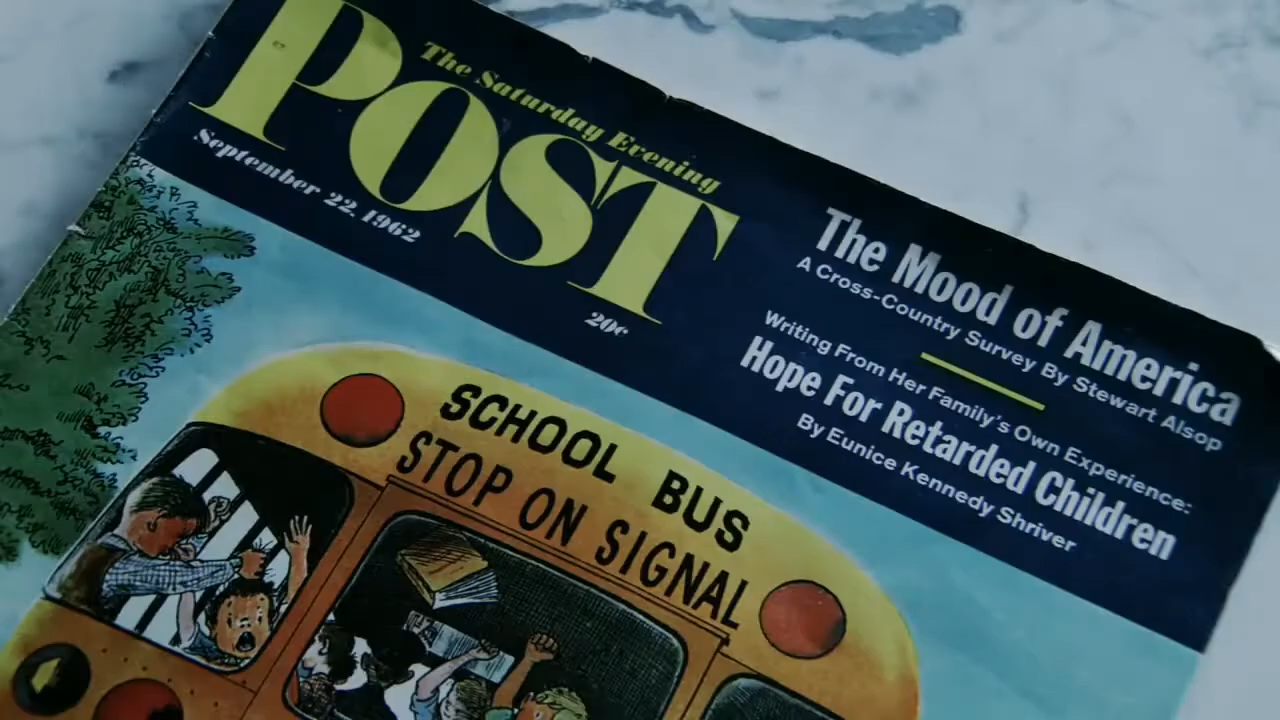 The Saturday Evening
POST
September 22, 1962
20¢
The Mood of America
A Cross-Country Survey By Stewart Alsop
Writing From Her Family's Own Experience:
Hope For Retarded Children
By Eunice Kennedy Shriver
SCHOOL BUS
STOP ON SIGNAL